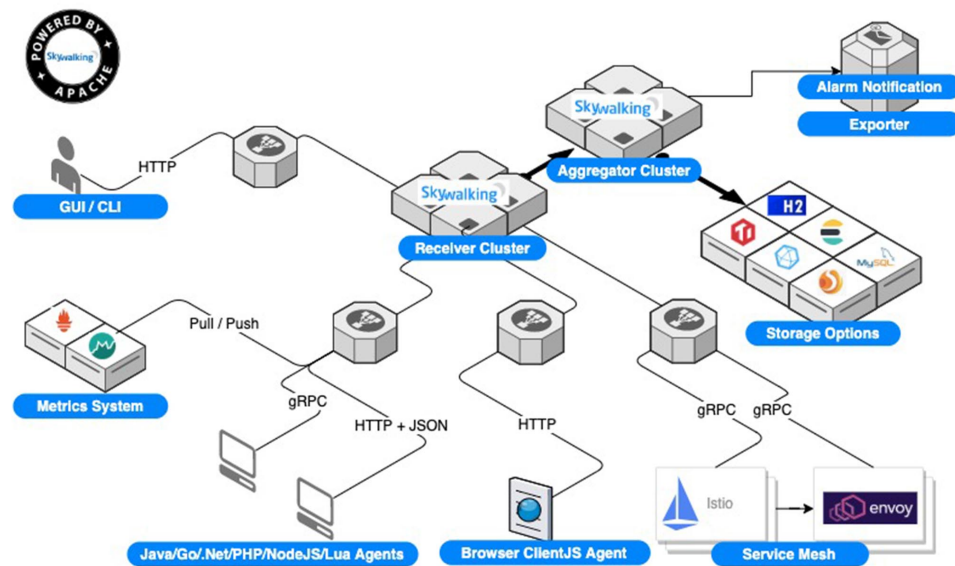 POWERED BY
Skywalking
APACHE
Skywalking
Alarm Notification
Exporter
HTTP
Aggregator Cluster
GUI / CLI
Skywalking
H2
Receiver Cluster
MySQL
Pull / Push
Storage Options
Metrics System
gRPC
HTTP + JSON
HTTP
gRPC
gRPC
Istio
envoy
Java/Go/.Net/PHP/NodeJS/Lua Agents
Browser ClientJS Agent
Service Mesh